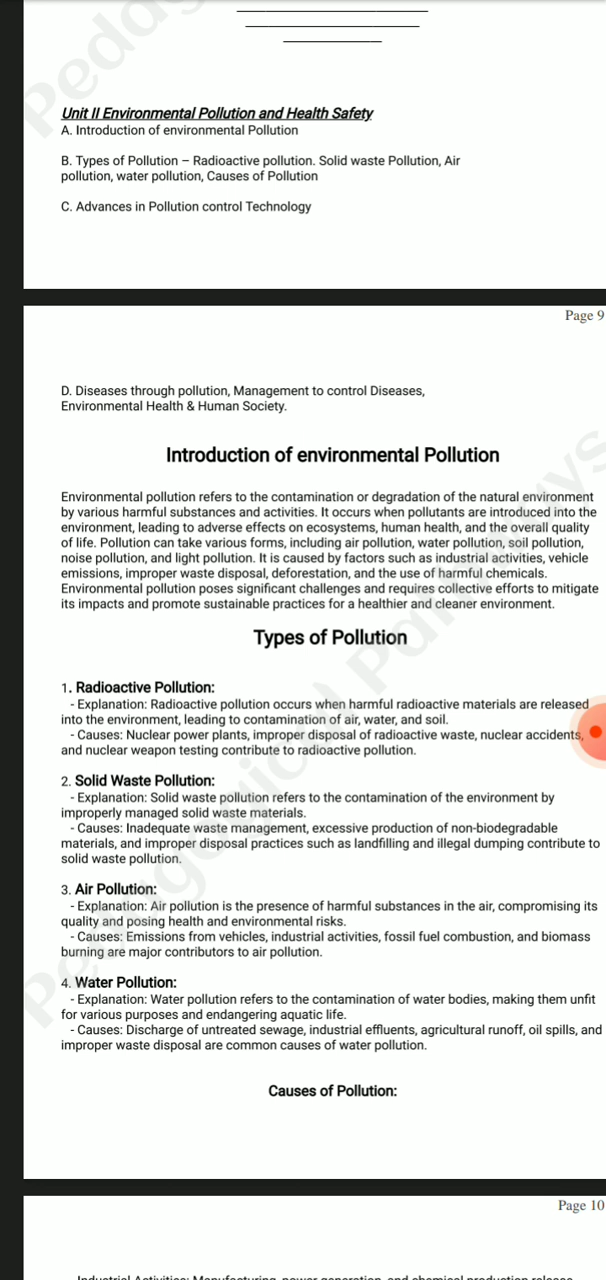 Unit II Environmental Pollution and Health Safety
A. Introduction of environmental Pollution
B. Types of Pollution – Radioactive pollution. Solid waste Pollution, Air
pollution, water pollution, Causes of Pollution
C. Advances in Pollution control Technology
Page 9
D. Diseases through pollution, Management to control Diseases,
Environmental Health & Human Society.
Introduction of environmental Pollution
Environmental pollution refers to the contamination or degradation of the natural environment
by various harmful substances and activities. It occurs when pollutants are introduced into the
environment, leading to adverse effects on ecosystems, human health, and the overall quality
of life. Pollution can take various forms, including air pollution, water pollution, soil pollution,
noise pollution, and light pollution. It is caused by factors such as industrial activities, vehicle
emissions, improper waste disposal, deforestation, and the use of harmful chemicals.
Environmental pollution poses significant challenges and requires collective efforts to mitigate
its impacts and promote sustainable practices for a healthier and cleaner environment.
Types of Pollution
1. Radioactive Pollution:
- Explanation: Radioactive pollution occurs when harmful radioactive materials are released
into the environment, leading to contamination of air, water, and soil.
- Causes: Nuclear power plants, improper disposal of radioactive waste, nuclear accidents,
and nuclear weapon testing contribute to radioactive pollution.
2. Solid Waste Pollution:
- Explanation: Solid waste pollution refers to the contamination of the environment by
improperly managed solid waste materials.
- Causes: Inadequate waste management, excessive production of non-biodegradable
materials, and improper disposal practices such as landfilling and illegal dumping contribute to
solid waste pollution.
3. Air Pollution:
- Explanation: Air pollution is the presence of harmful substances in the air, compromising its
quality and posing health and environmental risks.
- Causes: Emissions from vehicles, industrial activities, fossil fuel combustion, and biomass
burning are major contributors to air pollution.
4. Water Pollution:
- Explanation: Water pollution refers to the contamination of water bodies, making them unfit
for various purposes and endangering aquatic life.
- Causes: Discharge of untreated sewage, industrial effluents, agricultural runoff, oil spills, and
improper waste disposal are common causes of water pollution.
Causes of Pollution:
Page 10
Industrial Activities: Manufacturing, power generation, and chemical production release